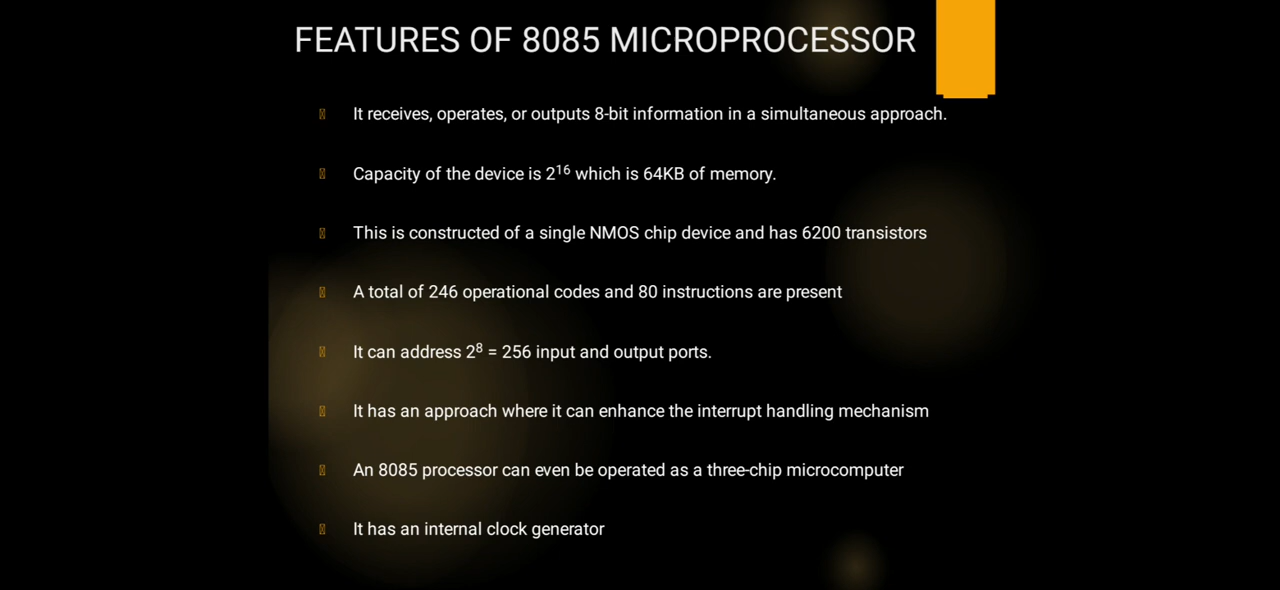 FEATURES OF 8085 MICROPROCESSOR
It receives, operates, or outputs 8-bit information in a simultaneous approach.
Capacity of the device is 2¹⁶ which is 64KB of memory.
This is constructed of a single NMOS chip device and has 6200 transistors
A total of 246 operational codes and 80 instructions are present
It can address 2⁸ = 256 input and output ports.
It has an approach where it can enhance the interrupt handling mechanism
An 8085 processor can even be operated as a three-chip microcomputer
It has an internal clock generator